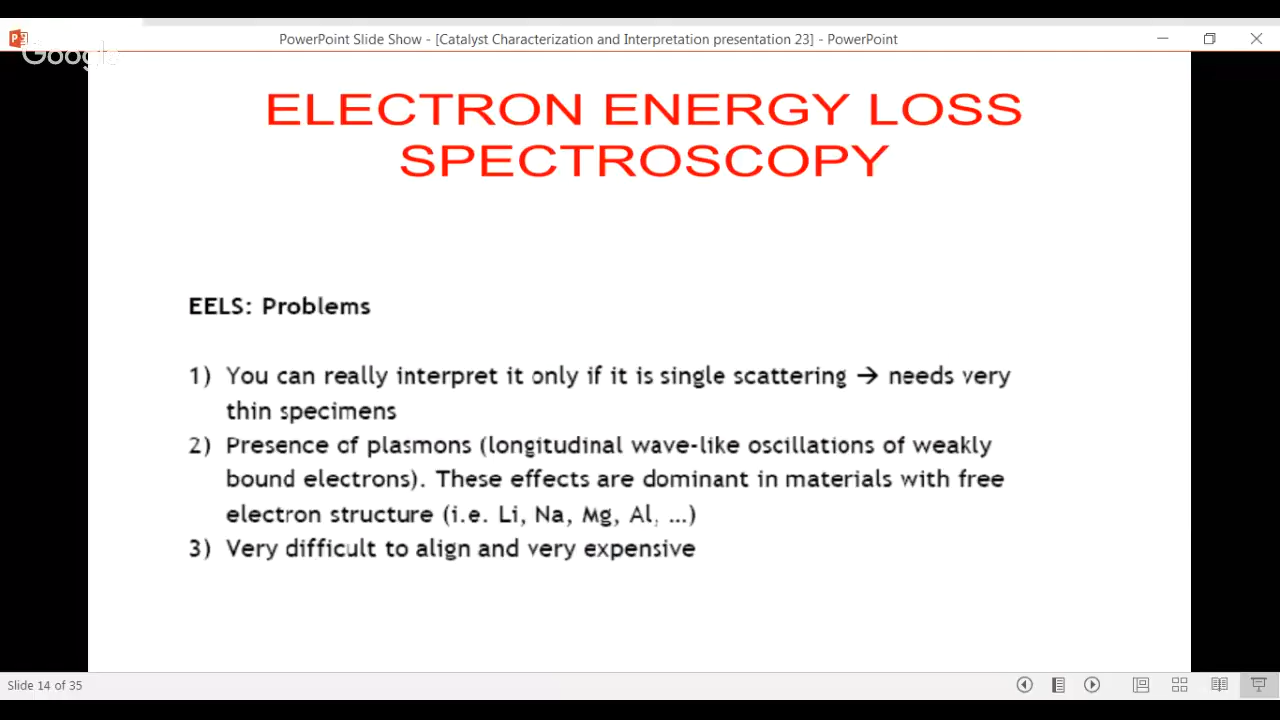 PowerPoint Slide Show - [Catalyst Characterization and Interpretation presentation 23] - PowerPoint
Google
ELECTRON ENERGY LOSS
SPECTROSCOPY
EELS: Problems
1) You can really interpret it only if it is single scattering → needs very
thin specimens
2) Presence of plasmons (longitudinal wave-like oscillations of weakly
bound electrons). These effects are dominant in materials with free
electron structure (i.e. Li, Na, Mg, Al, ...)
3) Very difficult to align and very expensive
Slide 14 of 35